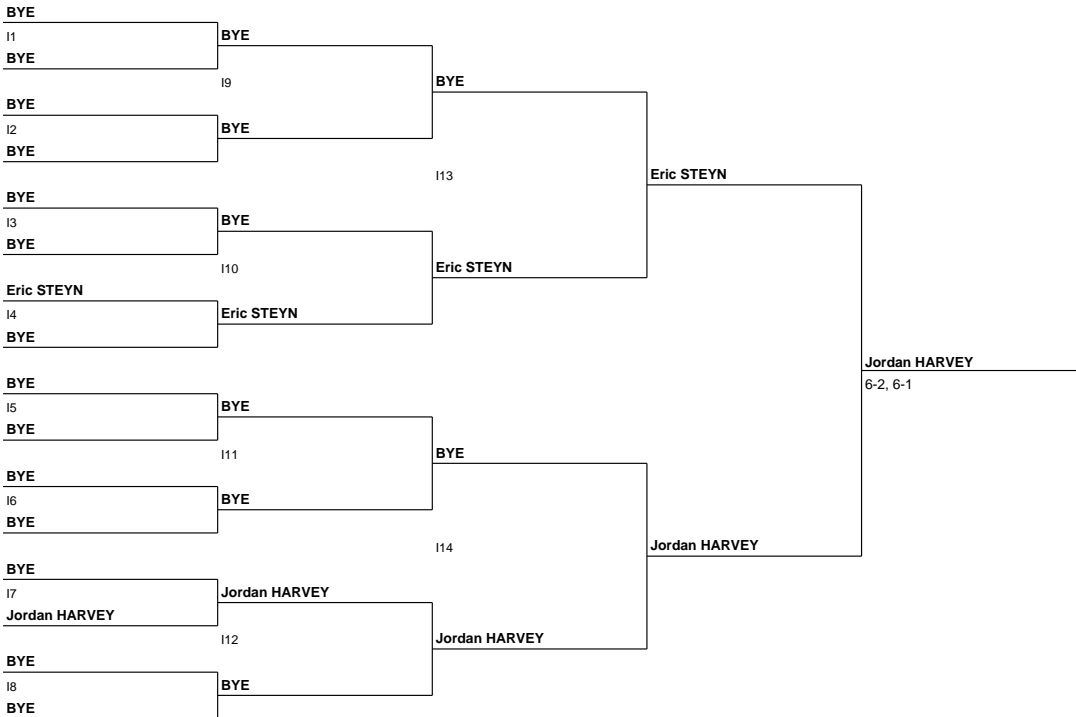 BYE
I1
BYE
BYE
I9
BYE
BYE
I2
BYE
BYE
I13
Eric STEYN
BYE
I3
BYE
BYE
I10
Eric STEYN
Eric STEYN
I4
Eric STEYN
BYE
Jordan HARVEY
6-2, 6-1
BYE
I5
BYE
BYE
I11
BYE
BYE
I6
BYE
BYE
I14
Jordan HARVEY
BYE
I7
Jordan HARVEY
Jordan HARVEY
I12
Jordan HARVEY
BYE
I8
BYE
BYE